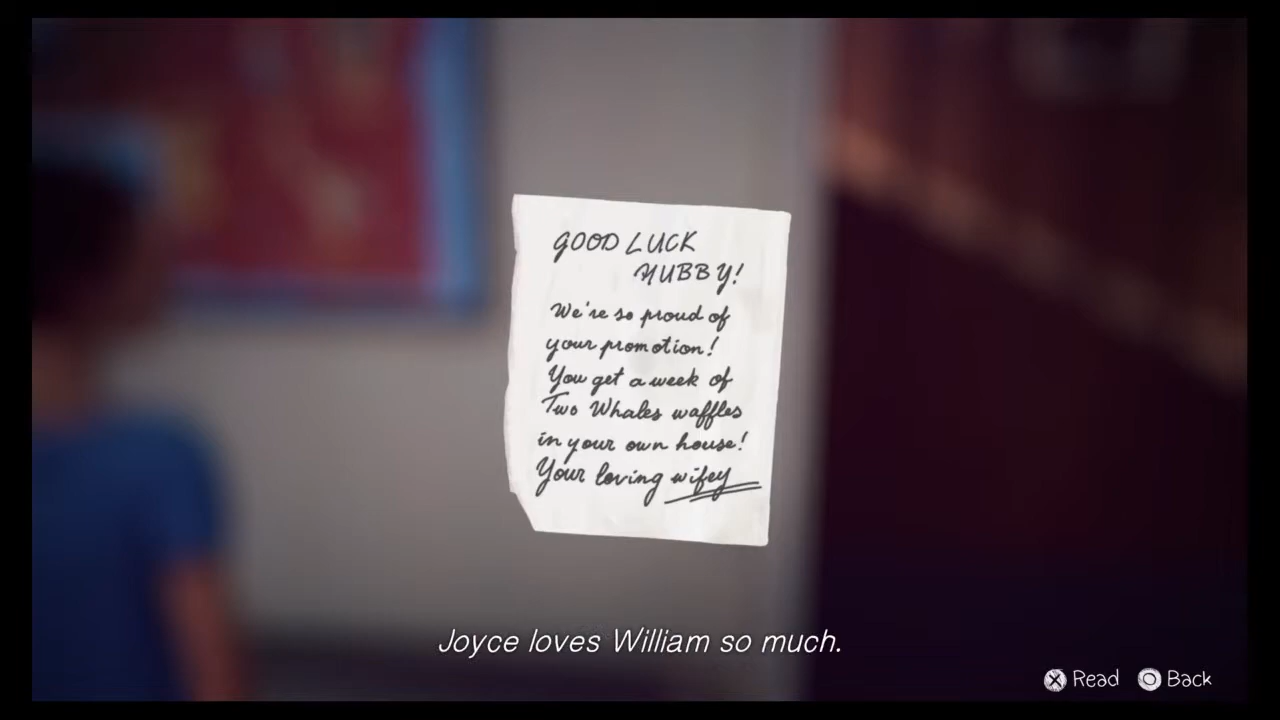 GOOD LUCK
HUBBY!
We're so proud of
your promotion!
You get a week of
Two Whales waffles
in your own house!
Your loving wifey
Joyce loves William so much.
Read Back